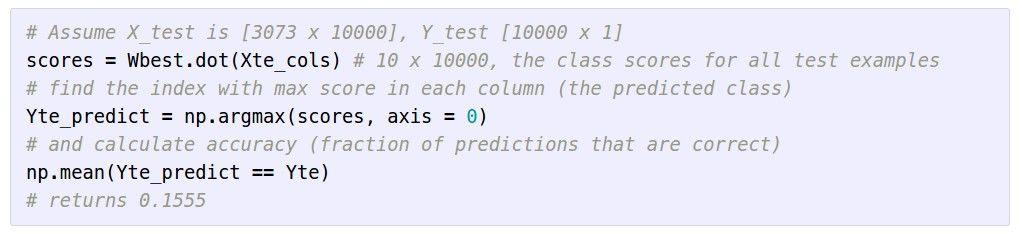 # Assume X_test is [3073 x 10000], Y_test [10000 x 1]
scores = Wbest.dot(Xte_cols) # 10 x 10000, the class scores for all test examples
# find the index with max score in each column (the predicted class)
Yte_predict = np.argmax(scores, axis = 0)
# and calculate accuracy (fraction of predictions that are correct)
np.mean(Yte_predict == Yte)
# returns 0.1555